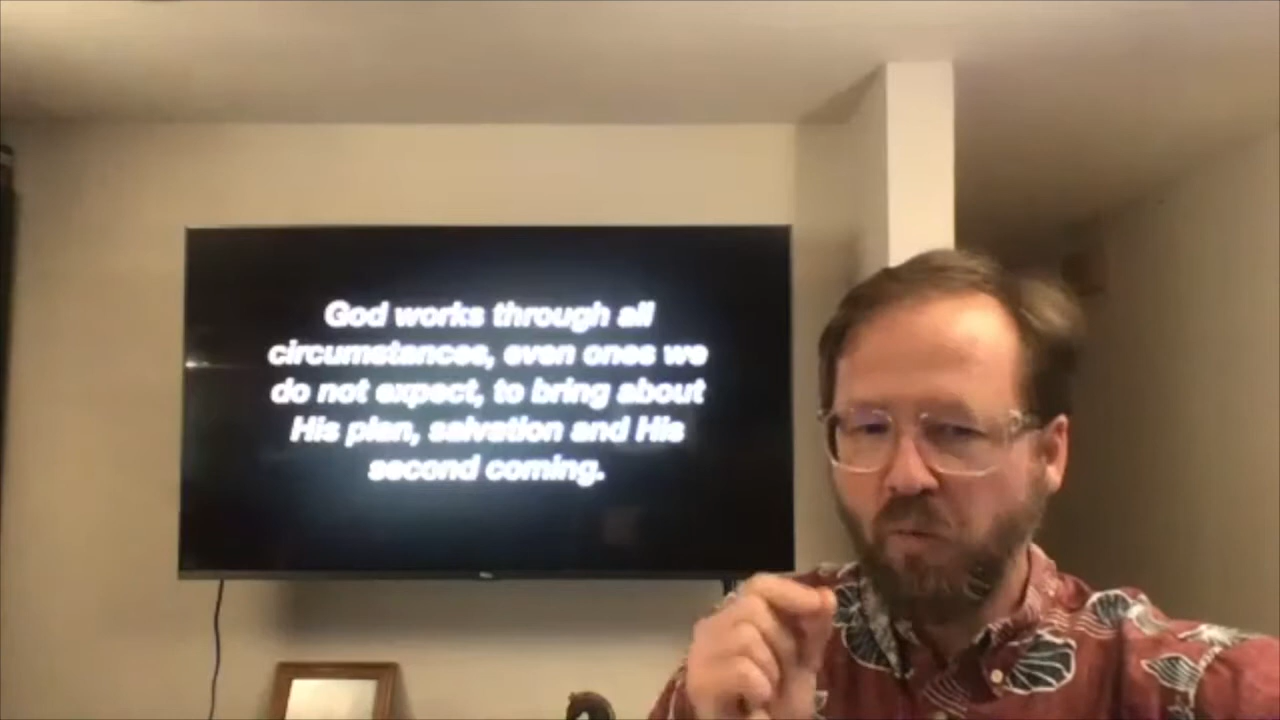 God works through all
circumstances, even ones we
do not expect, to bring about
His plan, salvation and His
second coming.